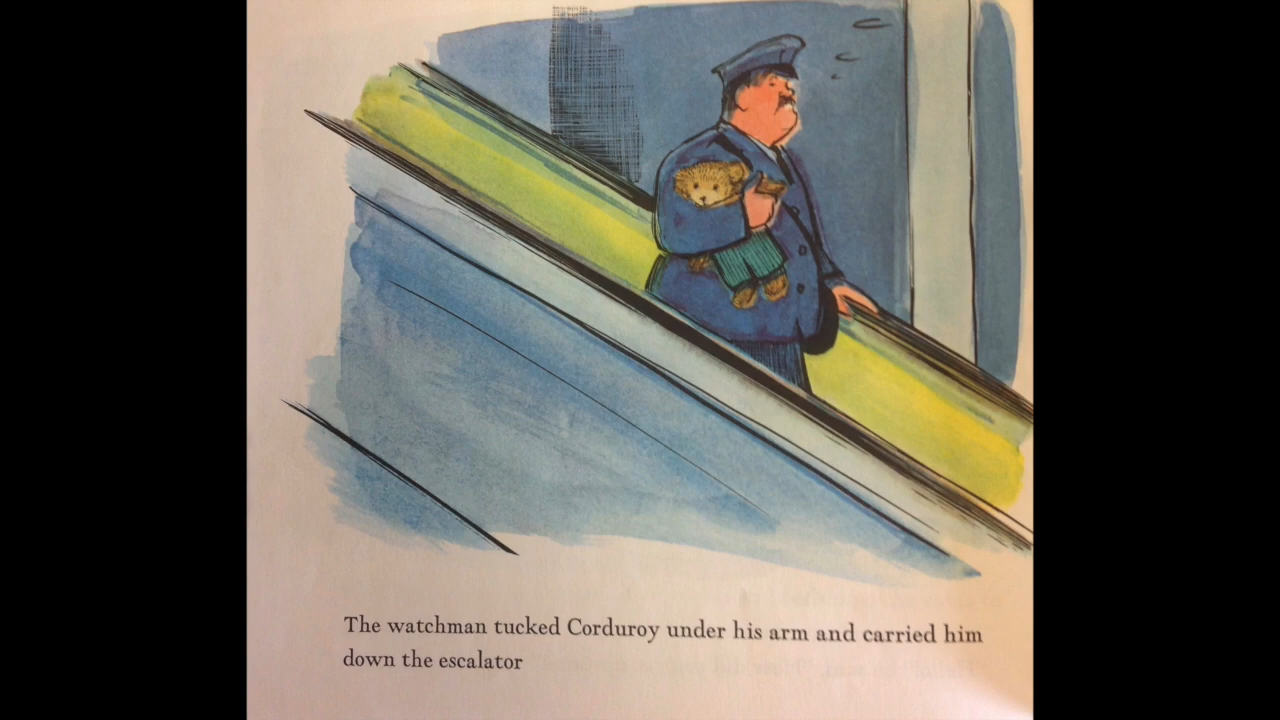 The watchman tucked Corduroy under his arm and carried him
down the escalator